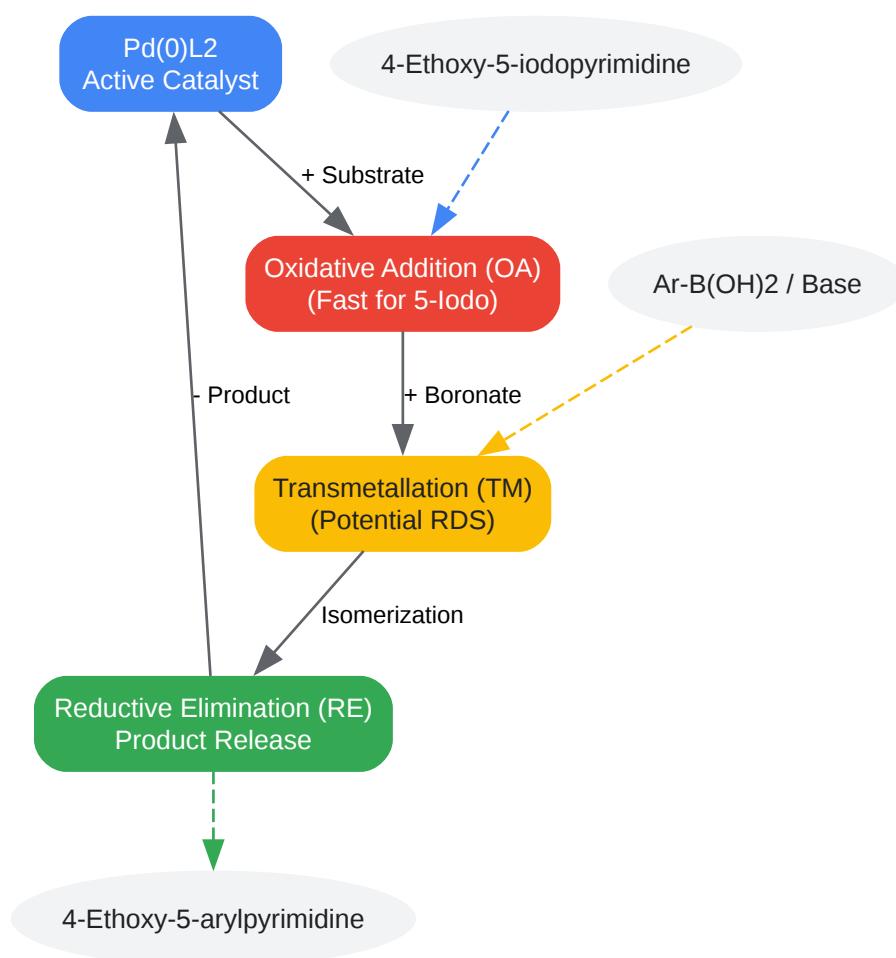 Pd(0)L2
Active Catalyst
4-Ethoxy-5-iodopyrimidine
+ Substrate
Oxidative Addition (OA)
(Fast for 5-Iodo)
Ar-B(OH)2 / Base
- Product
+ Boronate
Transmetallation (TM)
(Potential RDS)
Isomerization
Reductive Elimination (RE)
Product Release
4-Ethoxy-5-arylpyrimidine